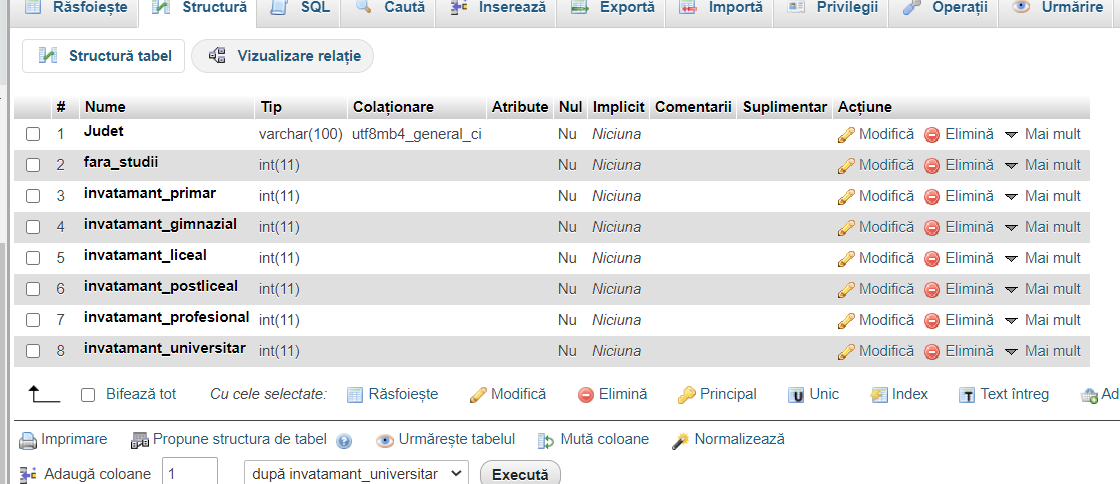 Răsfoiește Structură SQL Caută Inserează Exportă Importă Privilegii Operații Urmărire
Structură tabel Vizualizare relație
# Nume Tip Colaționare Atribute Nul Implicit Comentarii Suplimentar Acțiune
1 Judet varchar(100) utf8mb4_general_ci Nu Niciuna Modifică Elimină Mai mult
2 fara_studii int(11) Nu Niciuna Modifică Elimină Mai mult
3 invatamant_primar int(11) Nu Niciuna Modifică Elimină Mai mult
4 invatamant_gimnazial int(11) Nu Niciuna Modifică Elimină Mai mult
5 invatamant_liceal int(11) Nu Niciuna Modifică Elimină Mai mult
6 invatamant_postliceal int(11) Nu Niciuna Modifică Elimină Mai mult
7 invatamant_profesional int(11) Nu Niciuna Modifică Elimină Mai mult
8 invatamant_universitar int(11) Nu Niciuna Modifică Elimină Mai mult
Bifează tot Cu cele selectate: Răsfoiește Modifică Elimină Principal Unic Index Text întreg Ad
Imprimare Propune structura de tabel Urmărește tabelul Mută coloane Normalizează
Adaugă coloane 1 după invatamant_universitar Execută